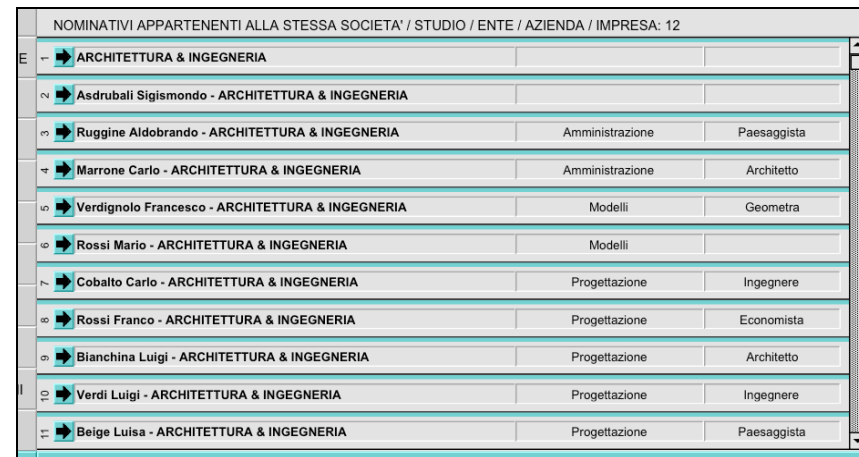 NOMINATIVI APPARTENENTI ALLA STESSA SOCIETA' / STUDIO / ENTE / AZIENDA / IMPRESA: 12
E 1 ARCHITETTURA & INGEGNERIA
2 Asdrubali Sigismondo - ARCHITETTURA & INGEGNERIA
3 Ruggine Aldobrando - ARCHITETTURA & INGEGNERIA Amministrazione Paesaggista
4 Marrone Carlo - ARCHITETTURA & INGEGNERIA Amministrazione Architetto
5 Verdignolo Francesco - ARCHITETTURA & INGEGNERIA Modelli Geometra
6 Rossi Mario - ARCHITETTURA & INGEGNERIA Modelli
7 Cobalto Carlo - ARCHITETTURA & INGEGNERIA Progettazione Ingegnere
8 Rossi Franco - ARCHITETTURA & INGEGNERIA Progettazione Economista
9 Bianchina Luigi - ARCHITETTURA & INGEGNERIA Progettazione Architetto
10 Verdi Luigi - ARCHITETTURA & INGEGNERIA Progettazione Ingegnere
11 Beige Luisa - ARCHITETTURA & INGEGNERIA Progettazione Paesaggista